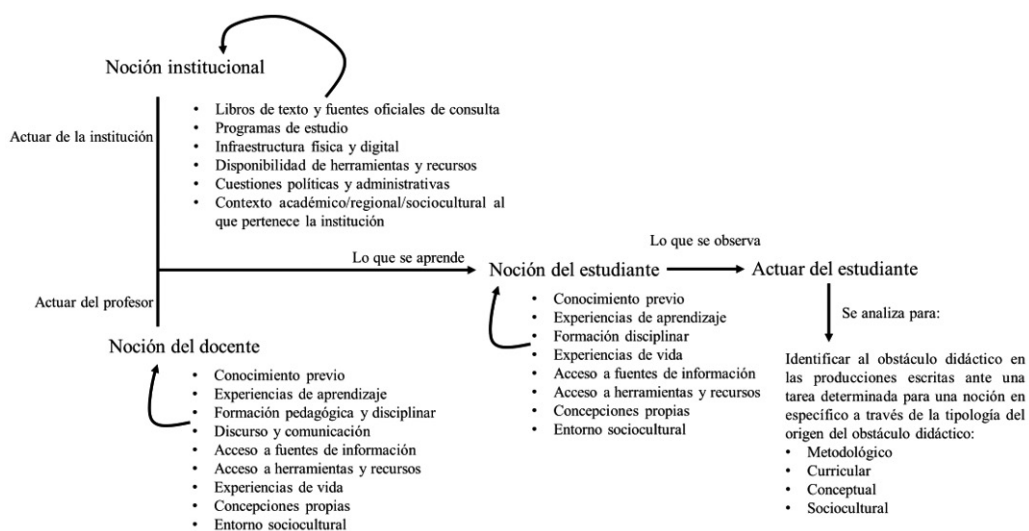 Noción institucional
Actuar de la institución
• Libros de texto y fuentes oficiales de consulta
• Programas de estudio
• Infraestructura física y digital
• Disponibilidad de herramientas y recursos
• Cuestiones políticas y administrativas
• Contexto académico/regional/sociocultural al
que pertenece la institución
Lo que se aprende
Lo que se observa
Actuar del profesor
Noción del docente
• Conocimiento previo
• Experiencias de aprendizaje
• Formación pedagógica y disciplinar
• Discurso y comunicación
• Acceso a fuentes de información
• Acceso a herramientas y recursos
• Experiencias de vida
• Concepciones propias
• Entorno sociocultural
Noción del estudiante
• Conocimiento previo
• Experiencias de aprendizaje
• Formación disciplinar
• Experiencias de vida
• Acceso a fuentes de información
• Acceso a herramientas y recursos
• Concepciones propias
• Entorno sociocultural
Actuar del estudiante
Se analiza para:
Identificar al obstáculo didáctico en
las producciones escritas ante una
tarea determinada para una noción en
específico a través de la tipología del
origen del obstáculo didáctico:
• Metodológico
• Curricular
• Conceptual
• Sociocultural